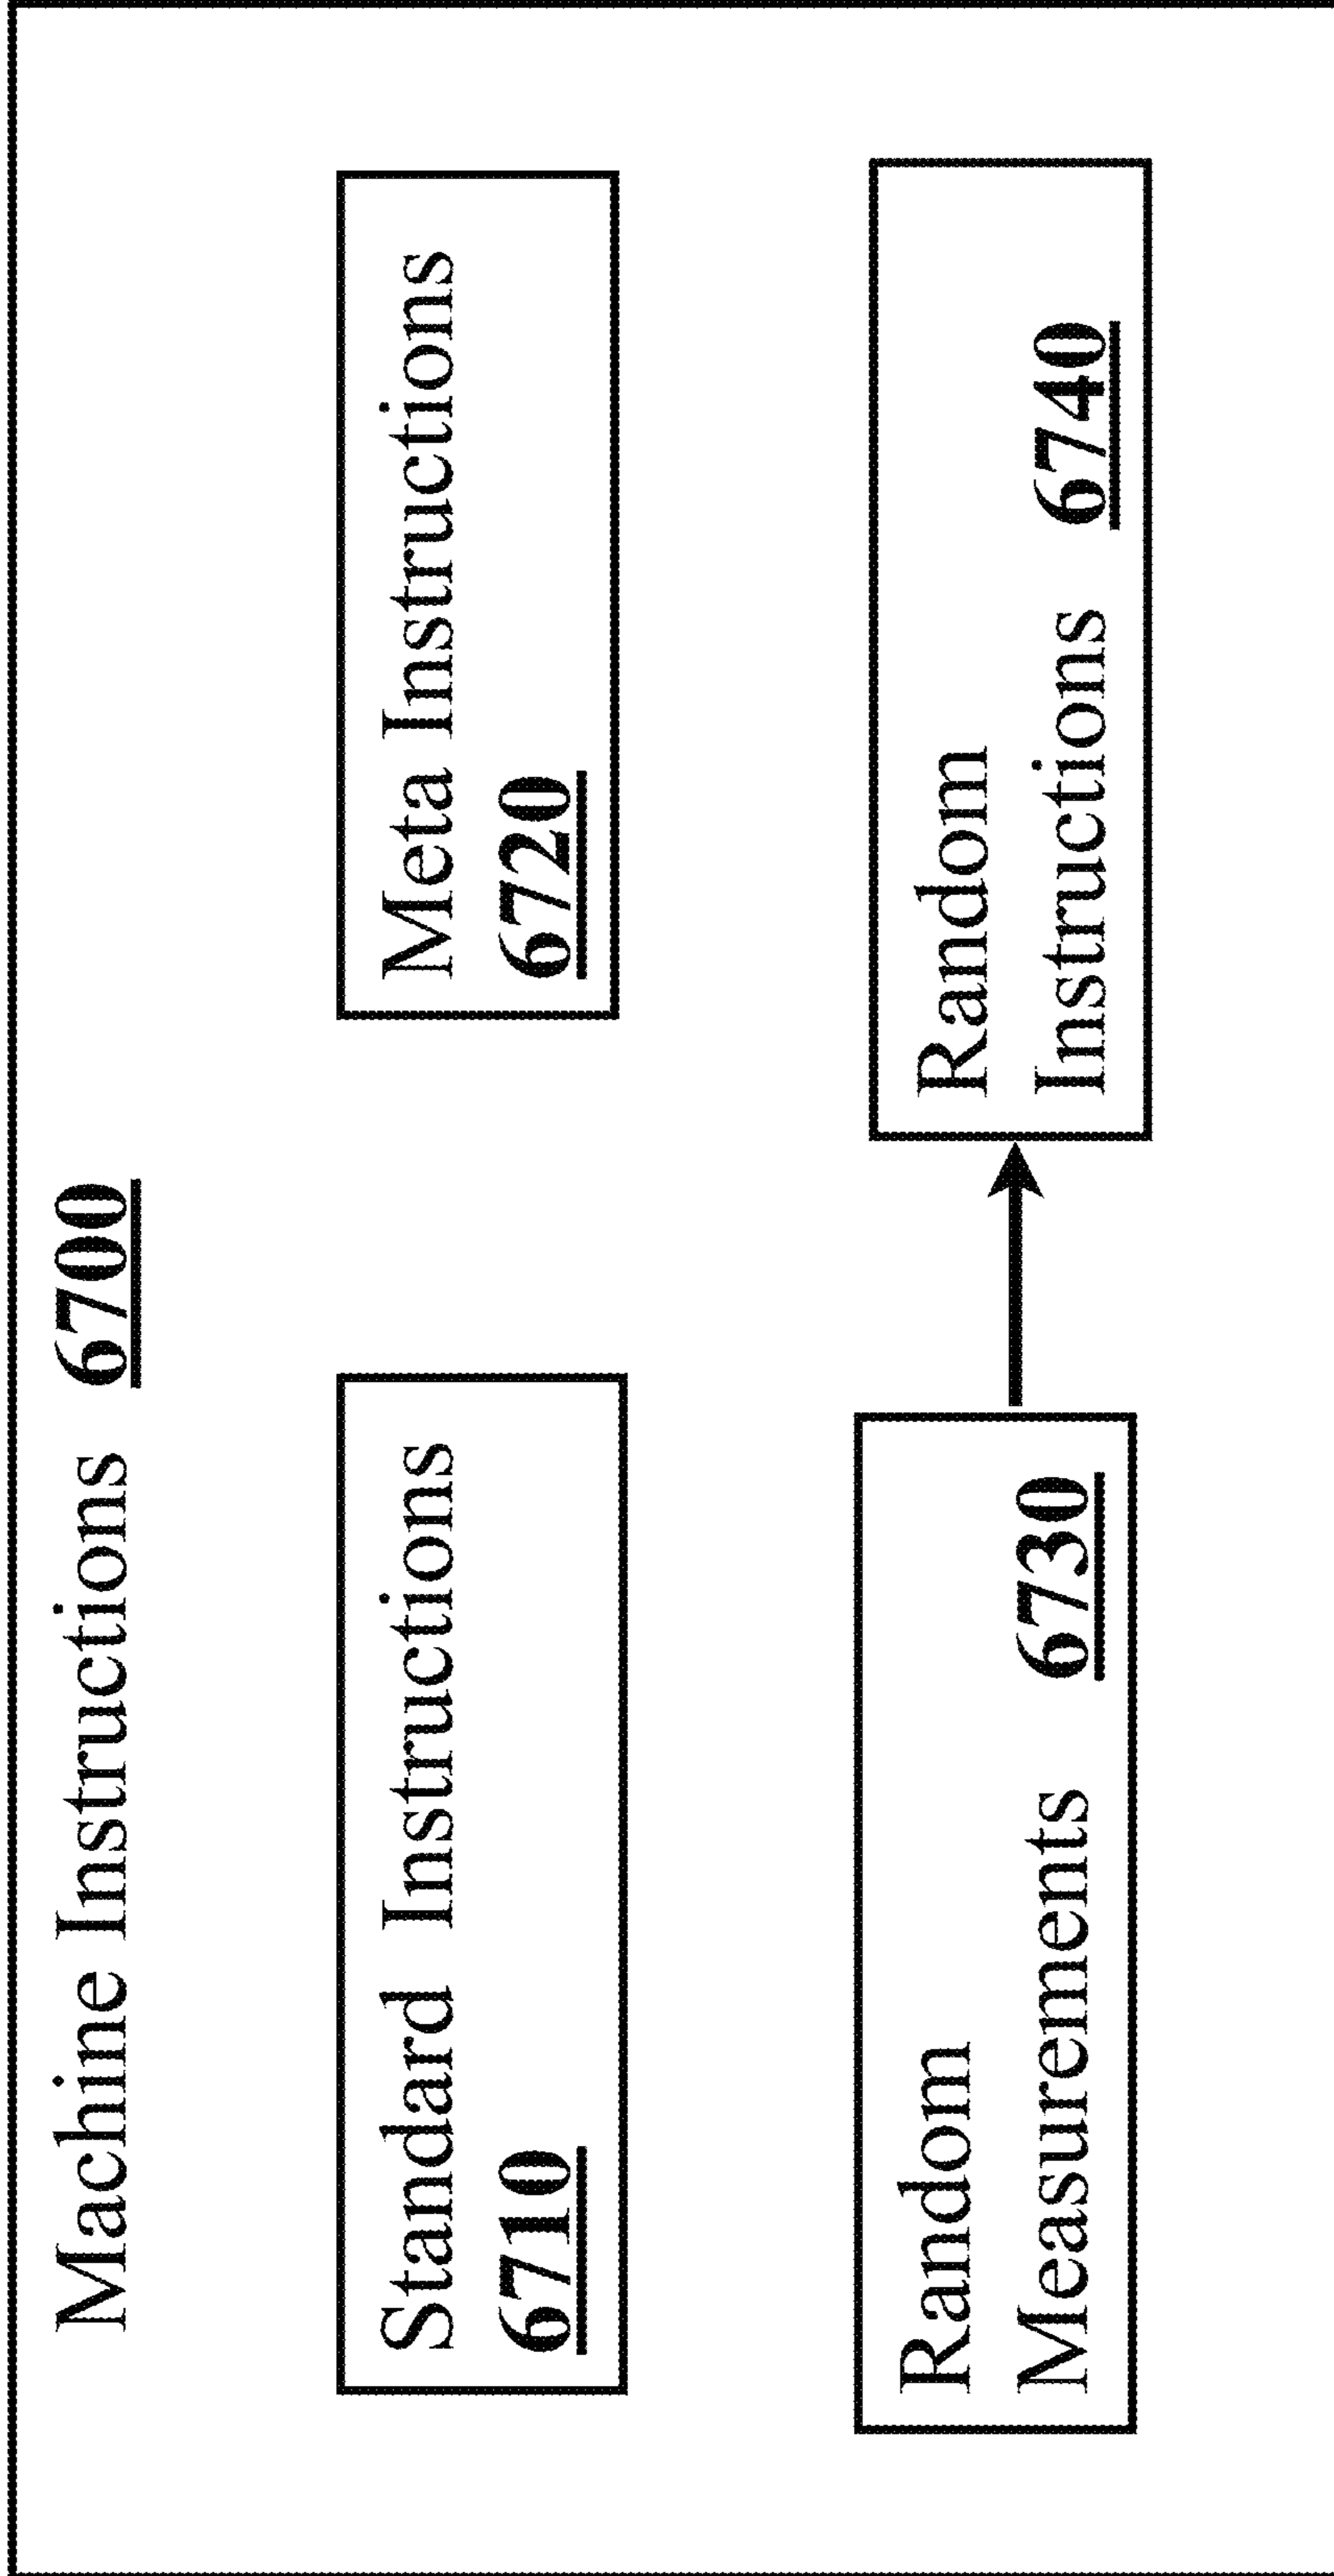 Machine Instructions 6700
Standard Instructions
6710
Meta Instructions
6720
Random
Measurements 6730
Random
Instructions 6740